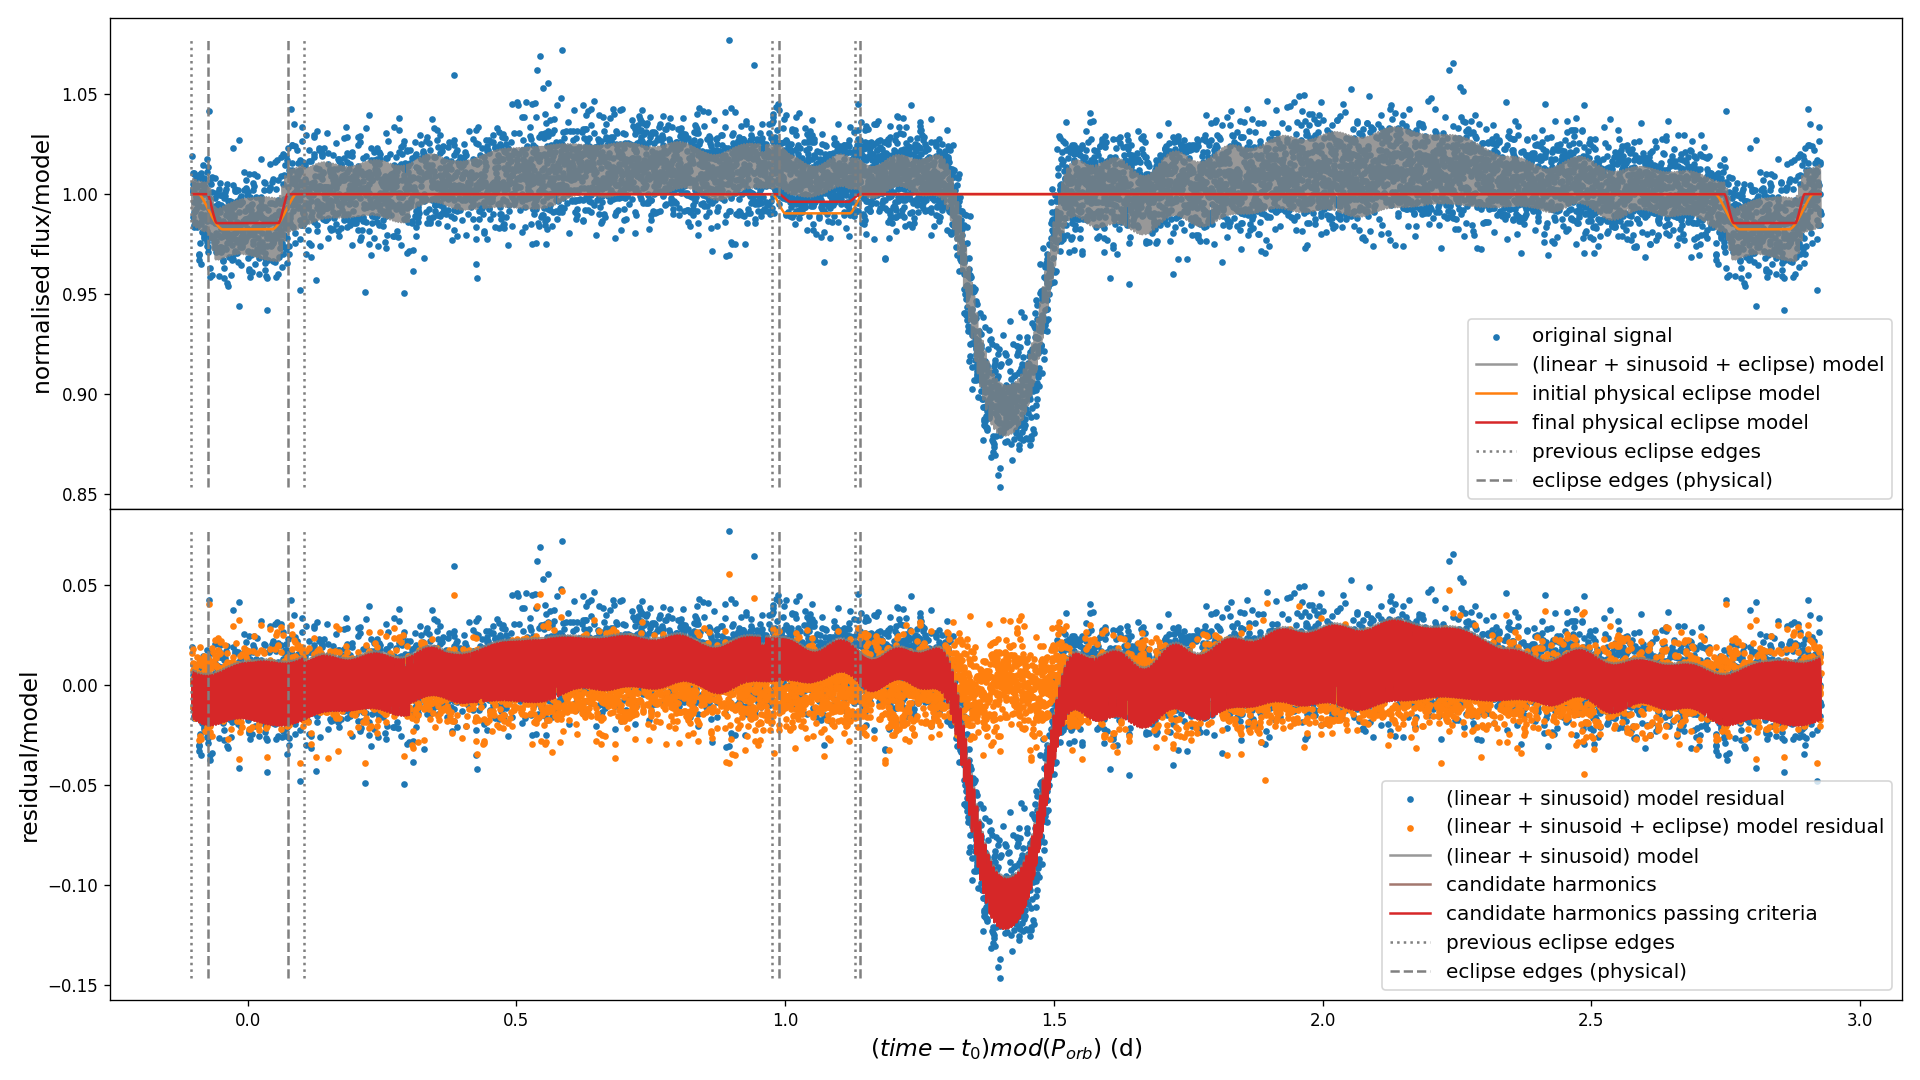 normalised flux/model
1.05
1.00
0.95
0.90
0.85
original signal
(linear + sinusoid + eclipse) model
initial physical eclipse model
final physical eclipse model
previous eclipse edges
eclipse edges (physical)
residual/model
0.05
0.00
−0.05
−0.10
−0.15
(linear + sinusoid) model residual
(linear + sinusoid + eclipse) model residual
(linear + sinusoid) model
candidate harmonics
candidate harmonics passing criteria
previous eclipse edges
eclipse edges (physical)
0.0 0.5 1.0 1.5 2.0 2.5 3.0
(time − t₀)mod(P_orb) (d)